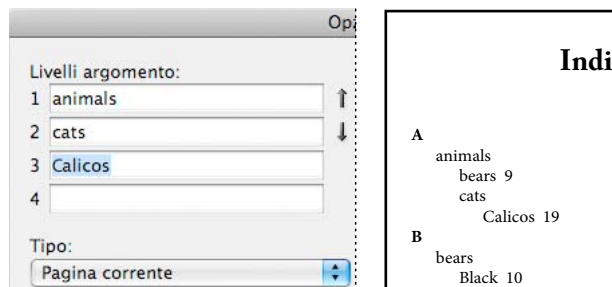 Opz
Livelli argomento:
1 animals
2 cats
3 Calicos
4
Tipo:
Pagina corrente
Indi
A
animals
bears 9
cats
Calicos 19
B
bears
Black 10